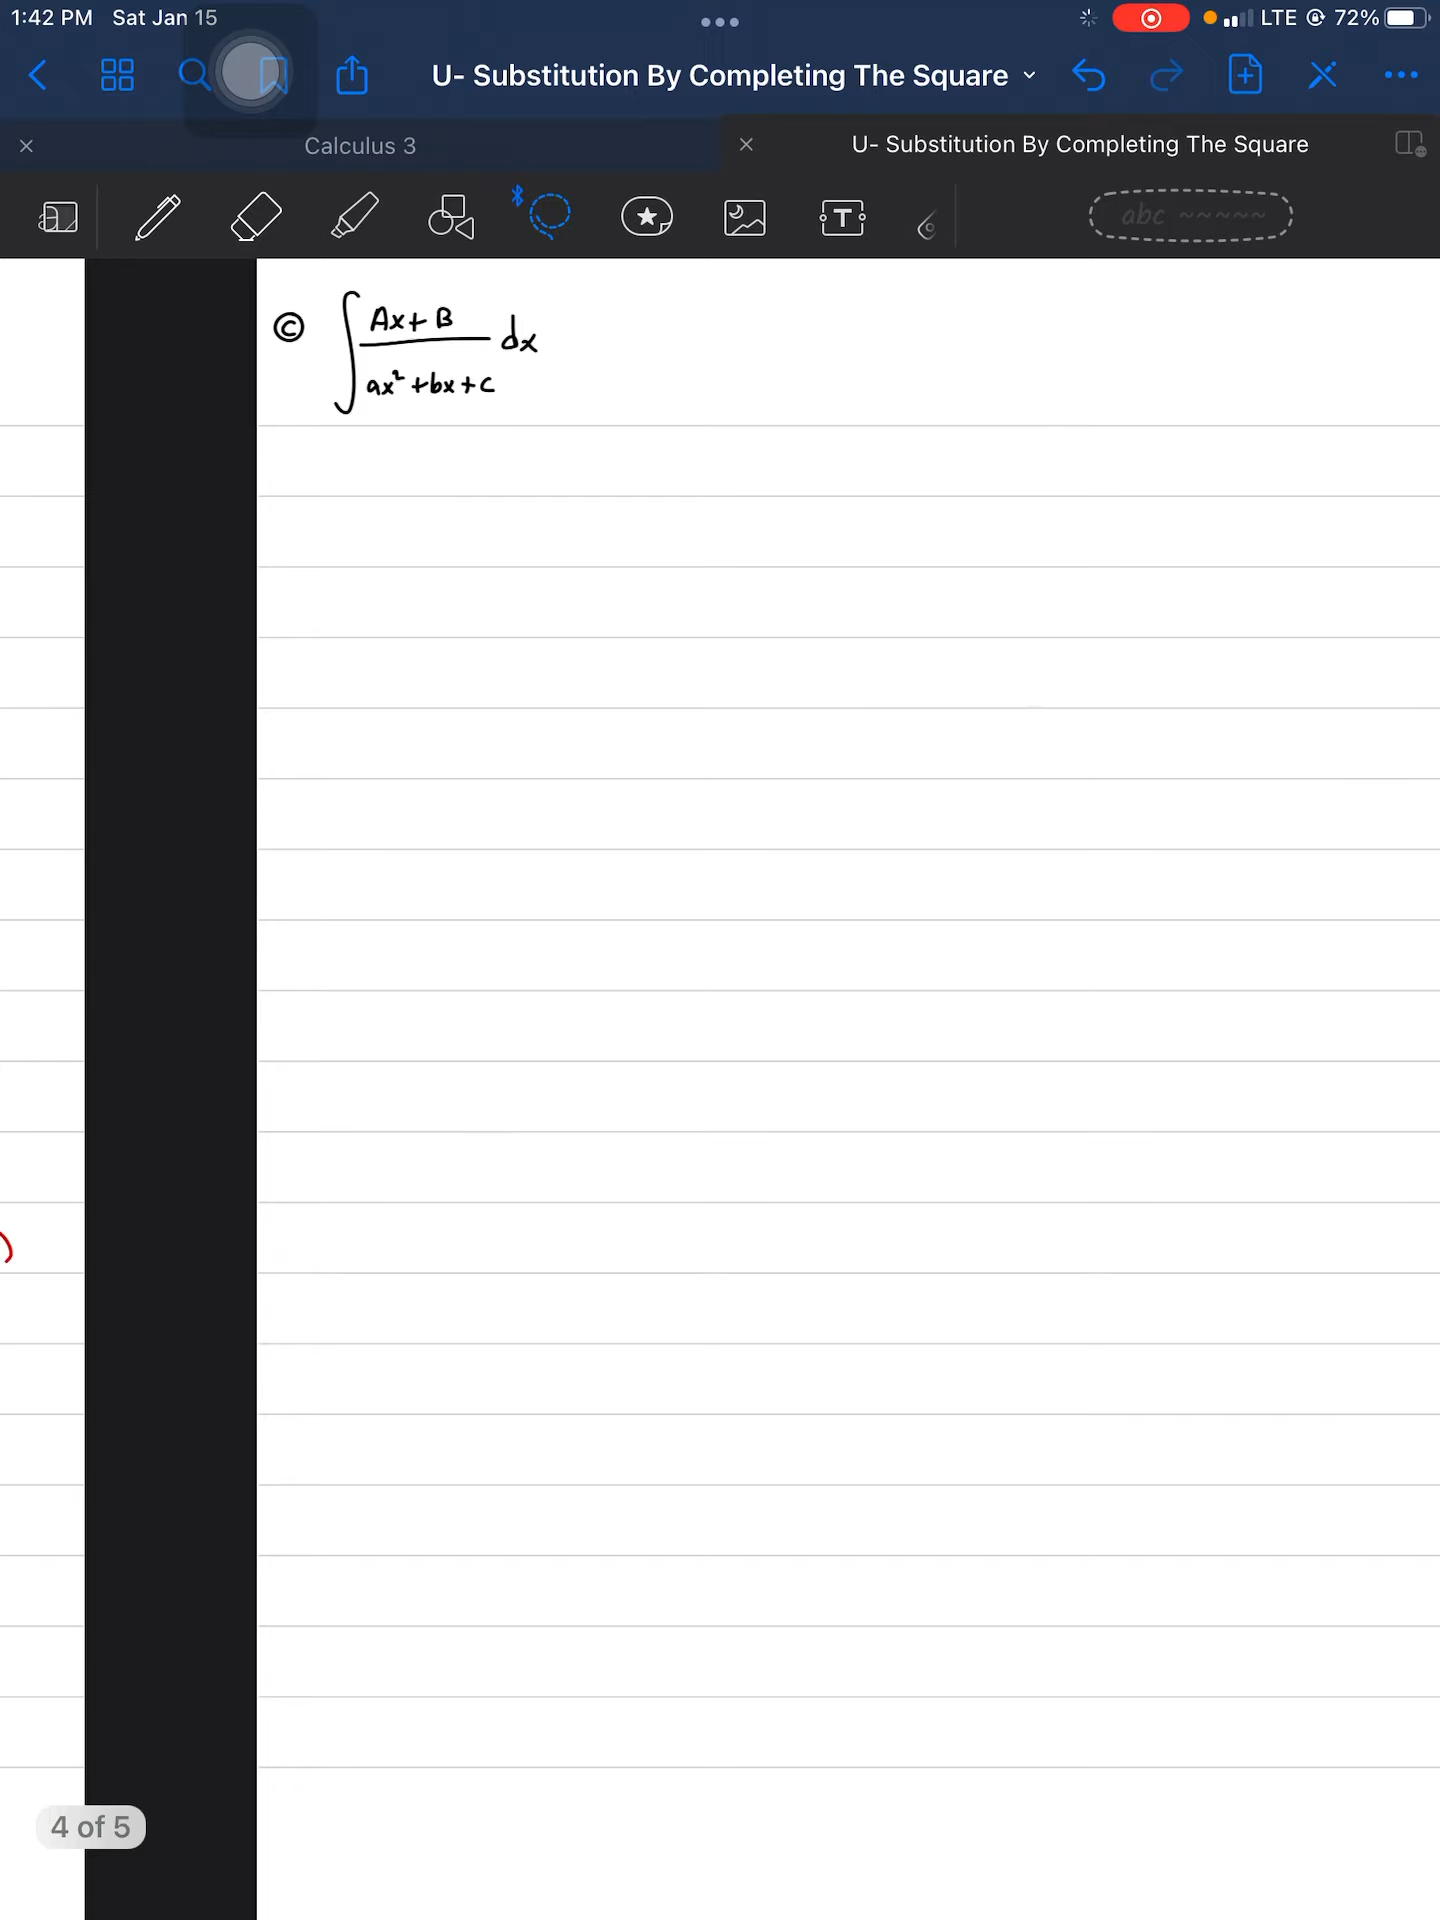 1:42 PM Sat Jan 15 LTE 72%
U- Substitution By Completing The Square
Calculus 3
U- Substitution By Completing The Square
a T abc
© ∫ Ax+B / ax²+bx+c dx
)
4 of 5